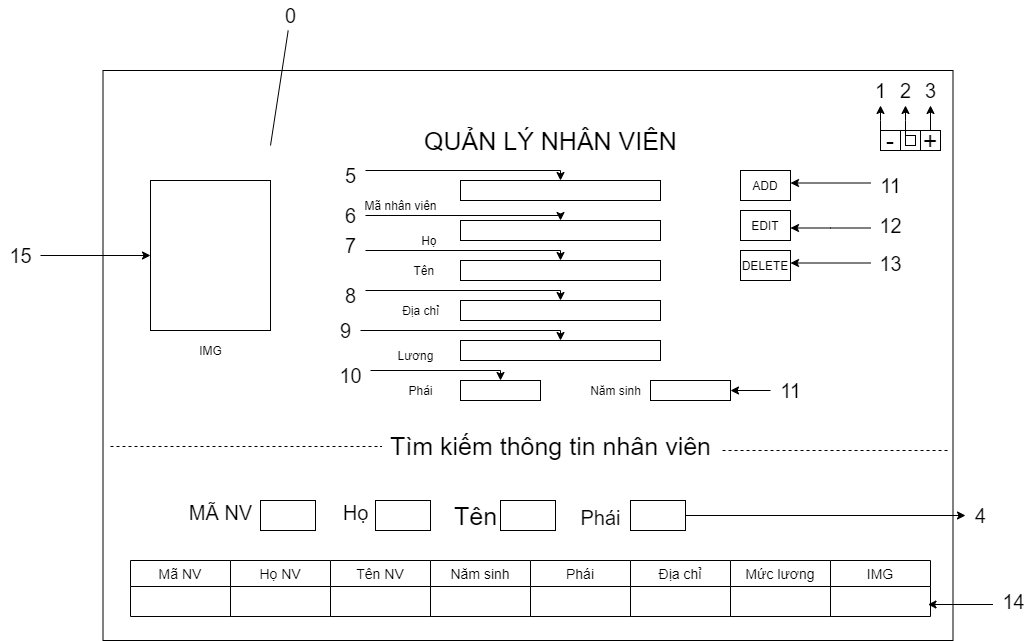 0
1 2 3
- +
QUẢN LÝ NHÂN VIÊN
5
ADD
11
Mã nhân viên
6
EDIT
12
Họ
7
15
Tên
DELETE
13
8
Địa chỉ
9
IMG
Lương
10
Phái
Năm sinh
11
Tìm kiếm thông tin nhân viên
MÃ NV Họ Tên Phái
4
Mã NV Họ NV Tên NV Năm sinh Phái Địa chỉ Mức lương IMG
14